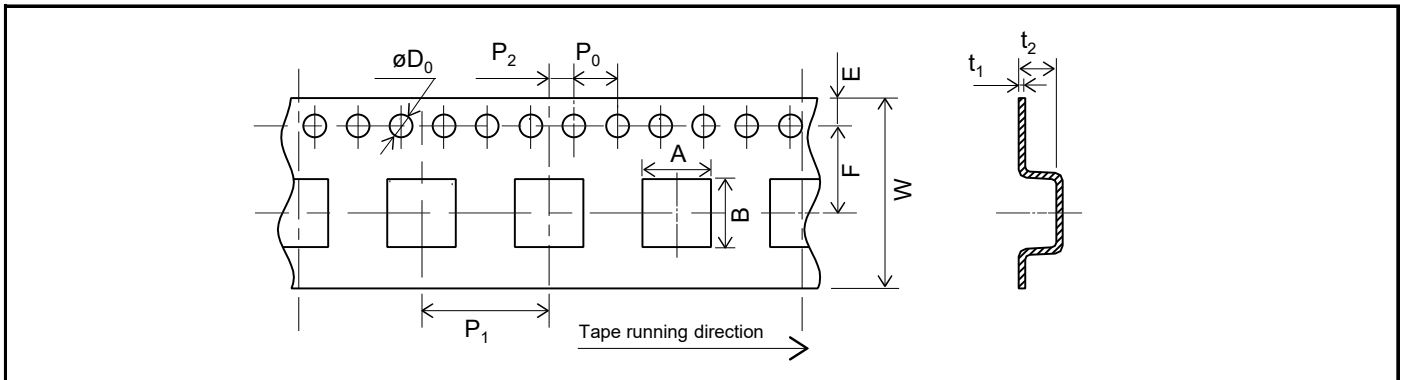 t₂
P₂
P₀
øD₀
t₁
E
A
F
W
B
P₁
Tape running direction